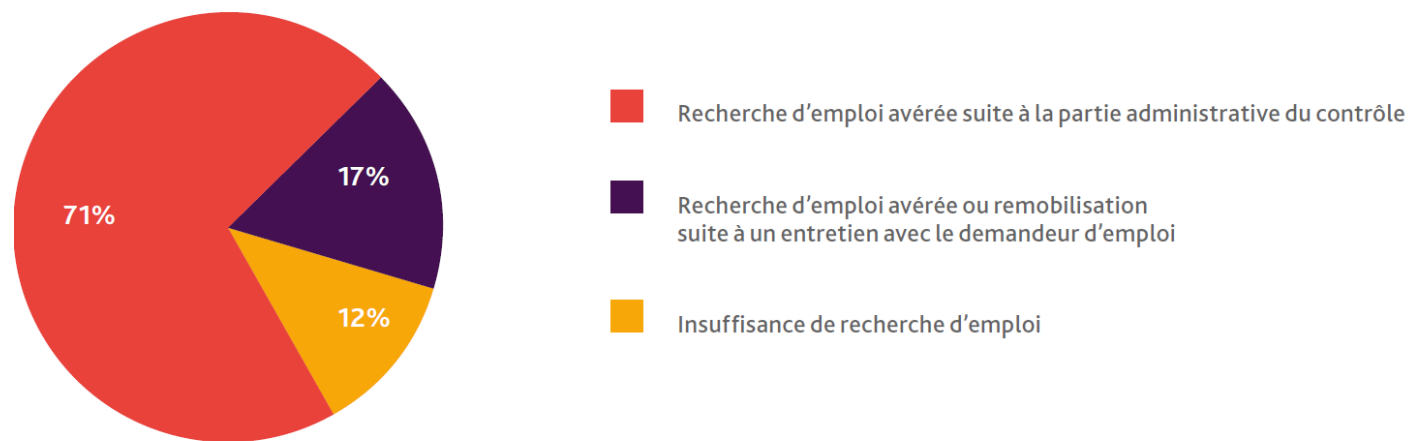 71%
17%
12%
Recherche d’emploi avérée suite à la partie administrative du contrôle
Recherche d’emploi avérée ou remobilisation
suite à un entretien avec le demandeur d’emploi
Insuffisance de recherche d’emploi